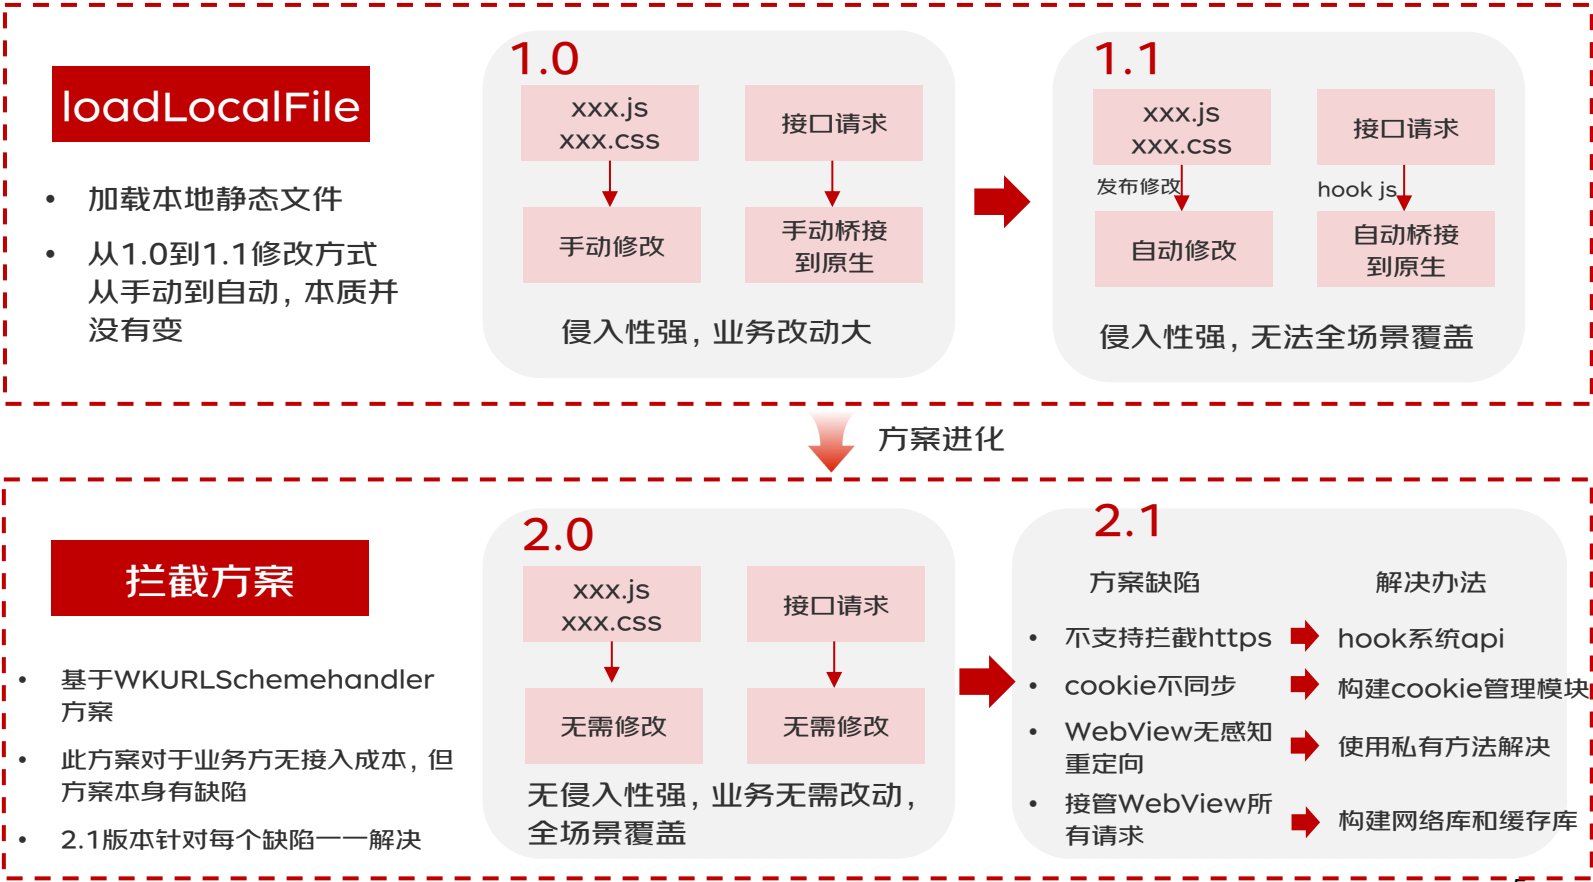 loadLocalFile
• 加载本地静态文件
• 从1.0到1.1修改方式
从手动到自动，本质并
没有变
1.0
xxx.js
xxx.css
接口请求
手动修改
手动桥接
到原生
侵入性强，业务改动大
1.1
xxx.js
xxx.css
接口请求
发布修改
hook js
自动修改
自动桥接
到原生
侵入性强，无法全场景覆盖
方案进化
拦截方案
• 基于WKURLSchemehandler
方案
• 此方案对于业务方无接入成本，但
方案本身有缺陷
• 2.1版本针对每个缺陷一一解决
2.0
xxx.js
xxx.css
接口请求
无需修改
无需修改
无侵入性强，业务无需改动，
全场景覆盖
2.1
方案缺陷
解决办法
• 不支持拦截https
hook系统api
• cookie不同步
构建cookie管理模块
• WebView无感知
重定向
使用私有方法解决
• 接管WebView所
有请求
构建网络库和缓存库